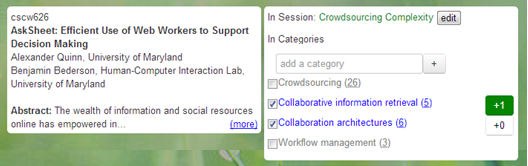 cscw626
AskSheet: Efficient Use of Web Workers to Support
Decision Making
Alexander Quinn, University of Maryland
Benjamin Bederson, Human-Computer Interaction Lab,
University of Maryland
Abstract: The wealth of information and social resources
online has empowered in... (more)
In Session: Crowdsourcing Complexity edit
In Categories
add a category +
Crowdsourcing (26)
Collaborative information retrieval (5) +1
Collaboration architectures (6) +0
Workflow management (3)